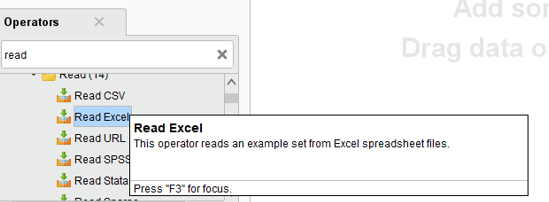 Operators
Add sor
Drag data o
read
Read (14)
Read CSV
Read Excel
Read URL
Read SPSS
Read Stata
Read Excel
This operator reads an example set from Excel spreadsheet files.
Press "F3" for focus.